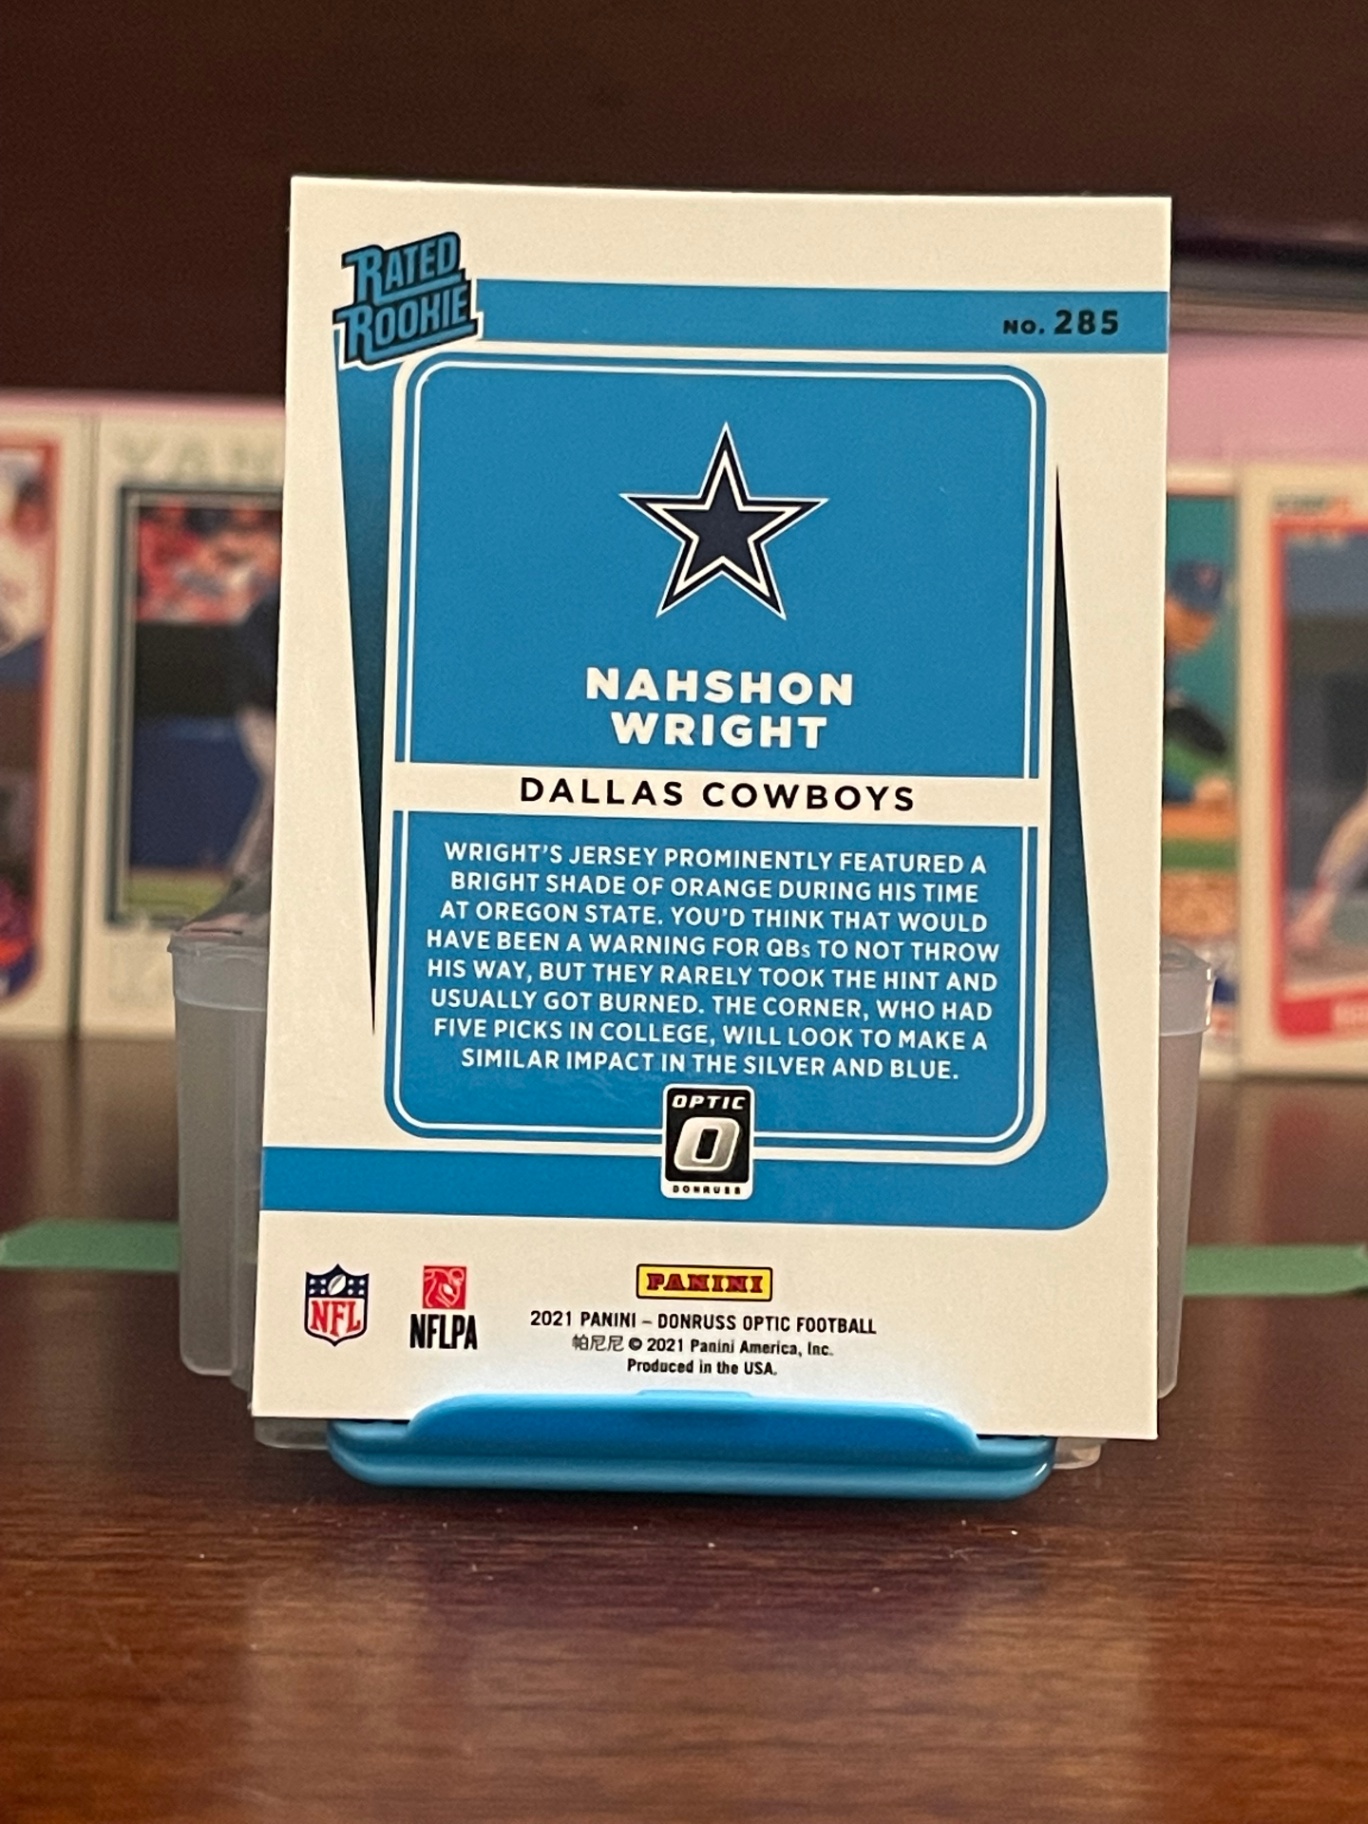 RATED
ROOKIE
NO. 285
NAHSHON
WRIGHT
DALLAS COWBOYS
WRIGHT'S JERSEY PROMINENTLY FEATURED A
BRIGHT SHADE OF ORANGE DURING HIS TIME
AT OREGON STATE. YOU'D THINK THAT WOULD
HAVE BEEN A WARNING FOR QBs TO NOT THROW
HIS WAY, BUT THEY RARELY TOOK THE HINT AND
USUALLY GOT BURNED. THE CORNER, WHO HAD
FIVE PICKS IN COLLEGE, WILL LOOK TO MAKE A
SIMILAR IMPACT IN THE SILVER AND BLUE.
OPTIC
O
DONRUSS
NFL
NFLPA
PANINI
2021 PANINI – DONRUSS OPTIC FOOTBALL
帕尼尼 © 2021 Panini America, Inc.
Produced in the USA.